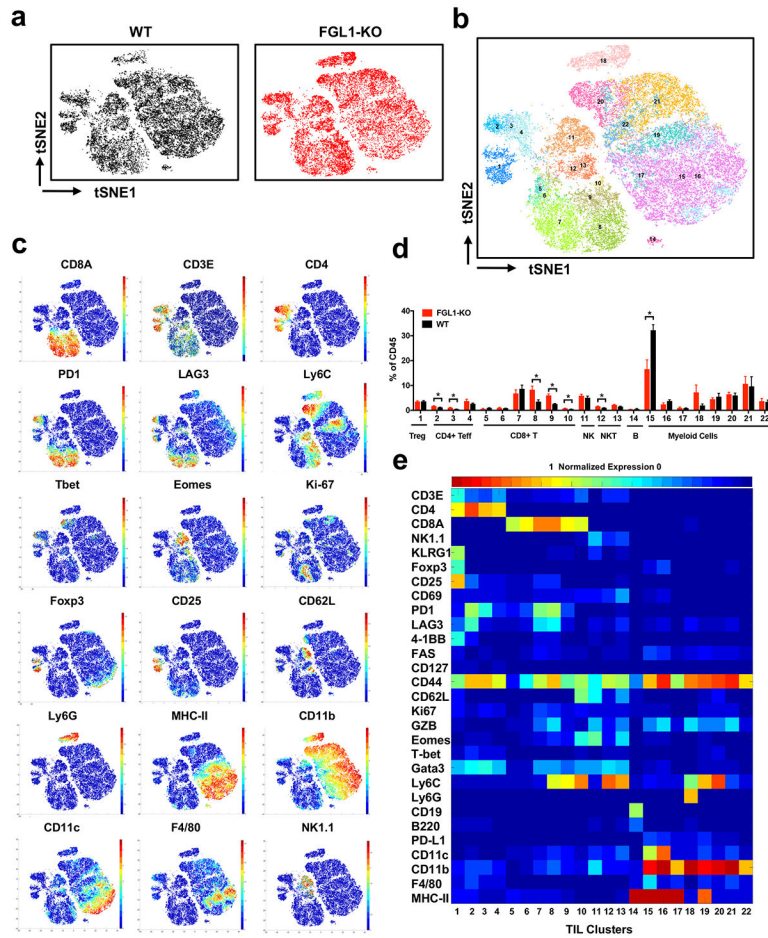 a
WT
FGL1-KO
tSNE2
tSNE1
b
18
20
21
2
3
4
11
22
19
12
13
17
15
16
10
5
6
9
7
8
14
tSNE2
tSNE1
c
CD8A
CD3E
CD4
PD1
LAG3
Ly6C
Tbet
Eomes
Ki-67
Foxp3
CD25
CD62L
Ly6G
MHC-II
CD11b
CD11c
F4/80
NK1.1
d
FGL1-KO
WT
% of CD45
40
30
20
10
0
* * * * * * *
1 2 3 4 5 6 7 8 9 10 11 12 13 14 15 16 17 18 19 20 21 22
Treg CD4+ Teff CD8+ T NK NKT B Myeloid Cells
e
1 Normalized Expression 0
CD3E
CD4
CD8A
NK1.1
KLRG1
Foxp3
CD25
CD69
PD1
LAG3
4-1BB
FAS
CD127
CD44
CD62L
Ki67
GZB
Eomes
T-bet
Gata3
Ly6C
Ly6G
CD19
B220
PD-L1
CD11c
CD11b
F4/80
MHC-II
1 2 3 4 5 6 7 8 9 10 11 12 13 14 15 16 17 18 19 20 21 22
TIL Clusters